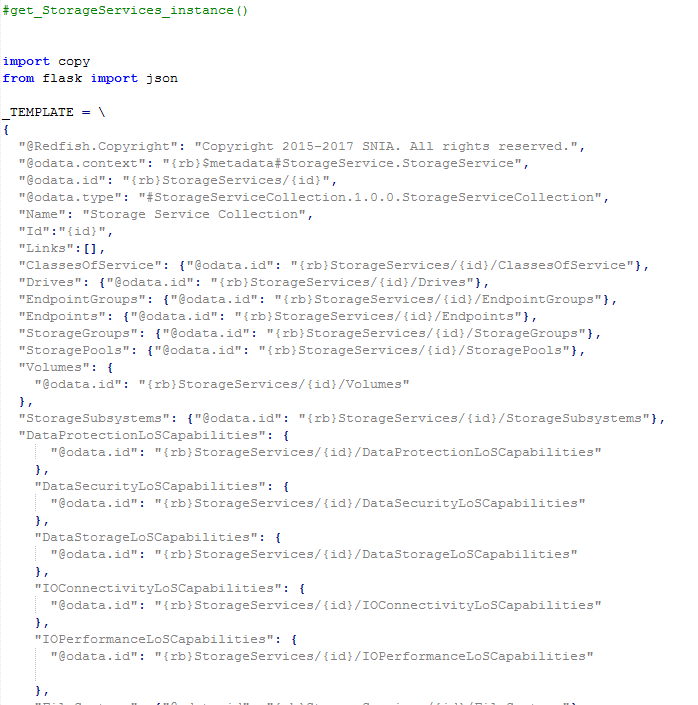 #get_StorageServices_instance()
import copy
from flask import json
_TEMPLATE = \
{
"@Redfish.Copyright": "Copyright 2015-2017 SNIA. All rights reserved.",
"@odata.context": "{rb}$metadata#StorageService.StorageService",
"@odata.id": "{rb}StorageServices/{id}",
"@odata.type": "#StorageServiceCollection.1.0.0.StorageServiceCollection",
"Name": "Storage Service Collection",
"Id":"{id}",
"Links":[],
"ClassesOfService": {"@odata.id": "{rb}StorageServices/{id}/ClassesOfService"},
"Drives": {"@odata.id": "{rb}StorageServices/{id}/Drives"},
"EndpointGroups": {"@odata.id": "{rb}StorageServices/{id}/EndpointGroups"},
"Endpoints": {"@odata.id": "{rb}StorageServices/{id}/Endpoints"},
"StorageGroups": {"@odata.id": "{rb}StorageServices/{id}/StorageGroups"},
"StoragePools": {"@odata.id": "{rb}StorageServices/{id}/StoragePools"},
"Volumes": {
"@odata.id": "{rb}StorageServices/{id}/Volumes"
},
"StorageSubsystems": {"@odata.id": "{rb}StorageServices/{id}/StorageSubsystems"},
"DataProtectionLoSCapabilities": {
"@odata.id": "{rb}StorageServices/{id}/DataProtectionLoSCapabilities"
},
"DataSecurityLoSCapabilities": {
"@odata.id": "{rb}StorageServices/{id}/DataSecurityLoSCapabilities"
},
"DataStorageLoSCapabilities": {
"@odata.id": "{rb}StorageServices/{id}/DataStorageLoSCapabilities"
},
"IOConnectivityLoSCapabilities": {
"@odata.id": "{rb}StorageServices/{id}/IOConnectivityLoSCapabilities"
},
"IOPerformanceLoSCapabilities": {
"@odata.id": "{rb}StorageServices/{id}/IOPerformanceLoSCapabilities"
},